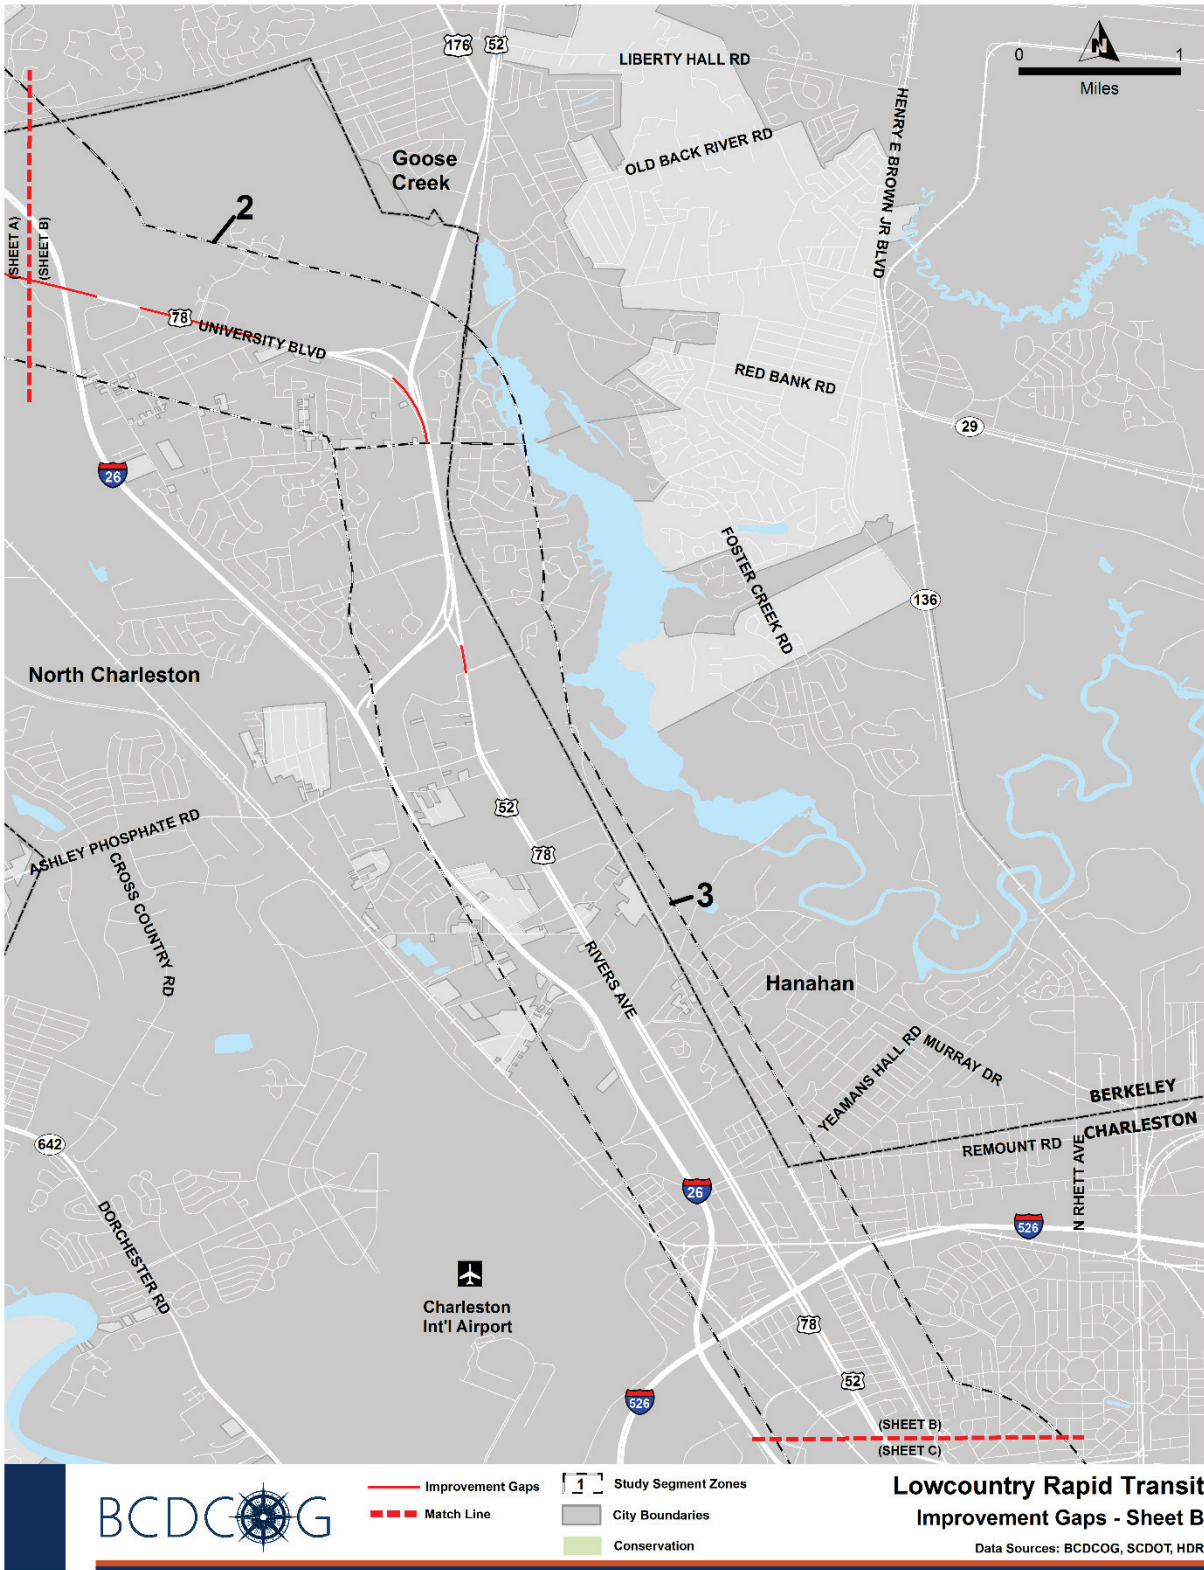 176
52
LIBERTY HALL RD
N
0
1
Miles
HENRY E BROWN JR BLVD
OLD BACK RIVER RD
Goose
Creek
2
(SHEET A)
(SHEET B)
78
UNIVERSITY BLVD
RED BANK RD
29
26
FOSTER CREEK RD
136
North Charleston
52
ASHLEY PHOSPHATE RD
78
CROSS COUNTRY RD
3
RIVERS AVE
Hanahan
YEAMANS HALL RD
MURRAY DR
BERKELEY
CHARLESTON
642
REMOUNT RD
N RHETT AVE
26
526
DORCHESTER RD
Charleston
Int'l Airport
78
52
526
(SHEET B)
(SHEET C)
BCDCOG
Improvement Gaps
Match Line
1
Study Segment Zones
City Boundaries
Conservation
Lowcountry Rapid Transit
Improvement Gaps - Sheet B
Data Sources: BCDCOG, SCDOT, HDR